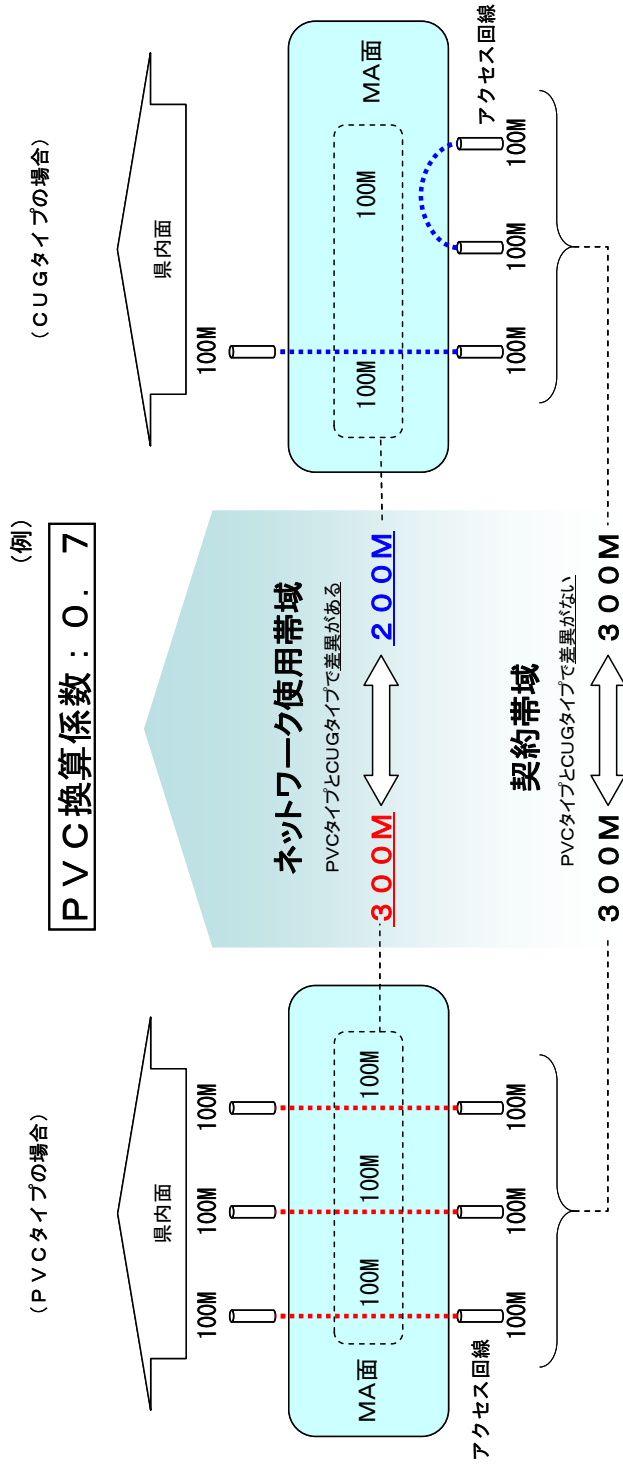 (例)
PVC換算係数：0．7
(PVCタイプの場合)
県内面
100M
100M
100M
100M
100M
100M
MA面
100M
100M
100M
アクセス回線
ネットワーク使用帯域
PVCタイプとCUGタイプで差異がある
300M
200M
契約帯域
PVCタイプとCUGタイプで差異がない
300M
300M
(CUGタイプの場合)
県内面
100M
100M
100M
MA面
100M
100M
100M
アクセス回線